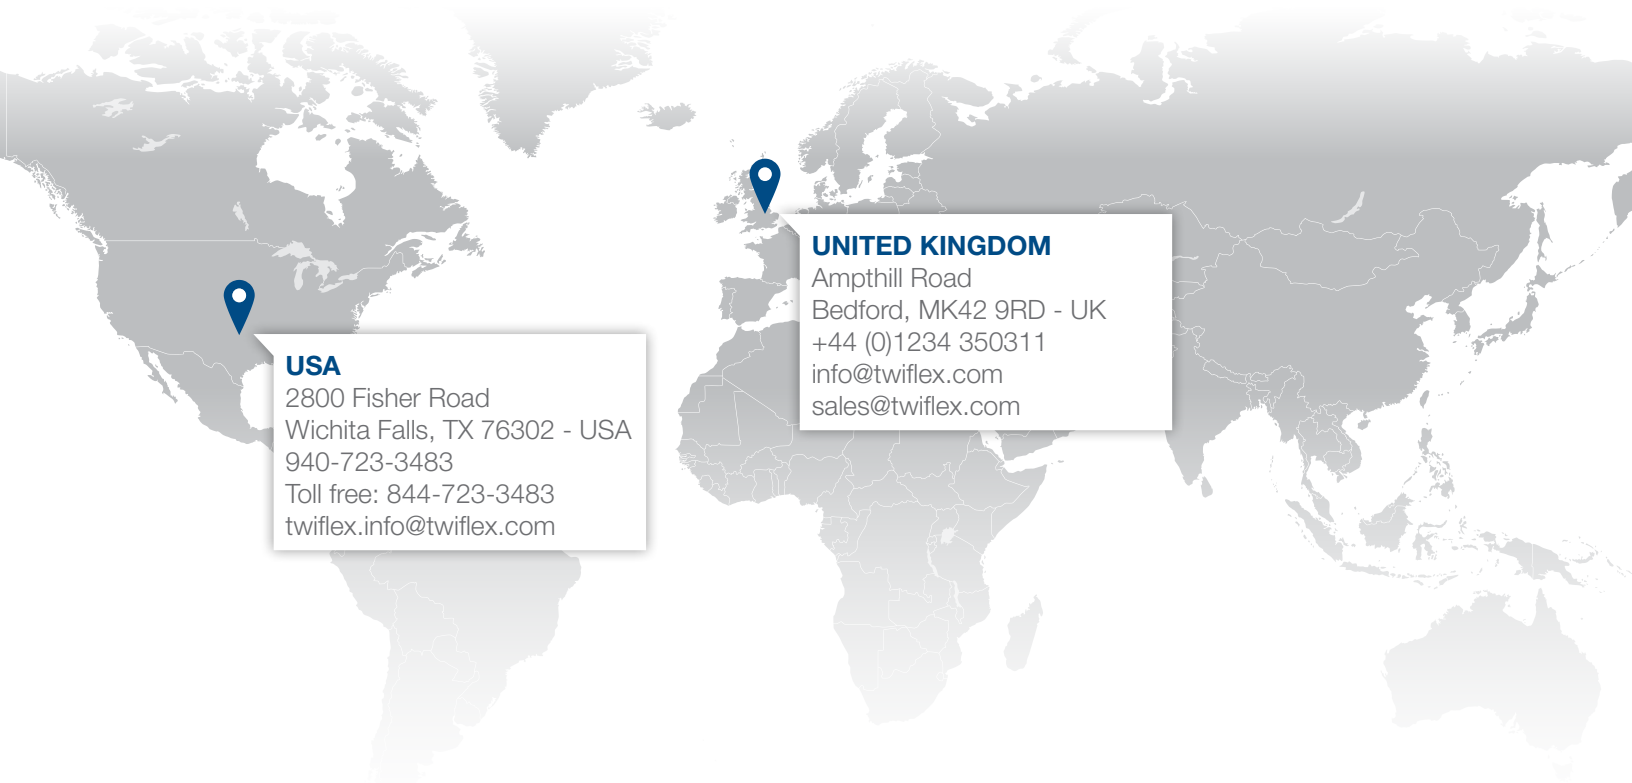 UNITED KINGDOM
Ampthill Road
Bedford, MK42 9RD - UK
+44 (0)1234 350311
info@twiflex.com
sales@twiflex.com
USA
2800 Fisher Road
Wichita Falls, TX 76302 - USA
940-723-3483
Toll free: 844-723-3483
twiflex.info@twiflex.com